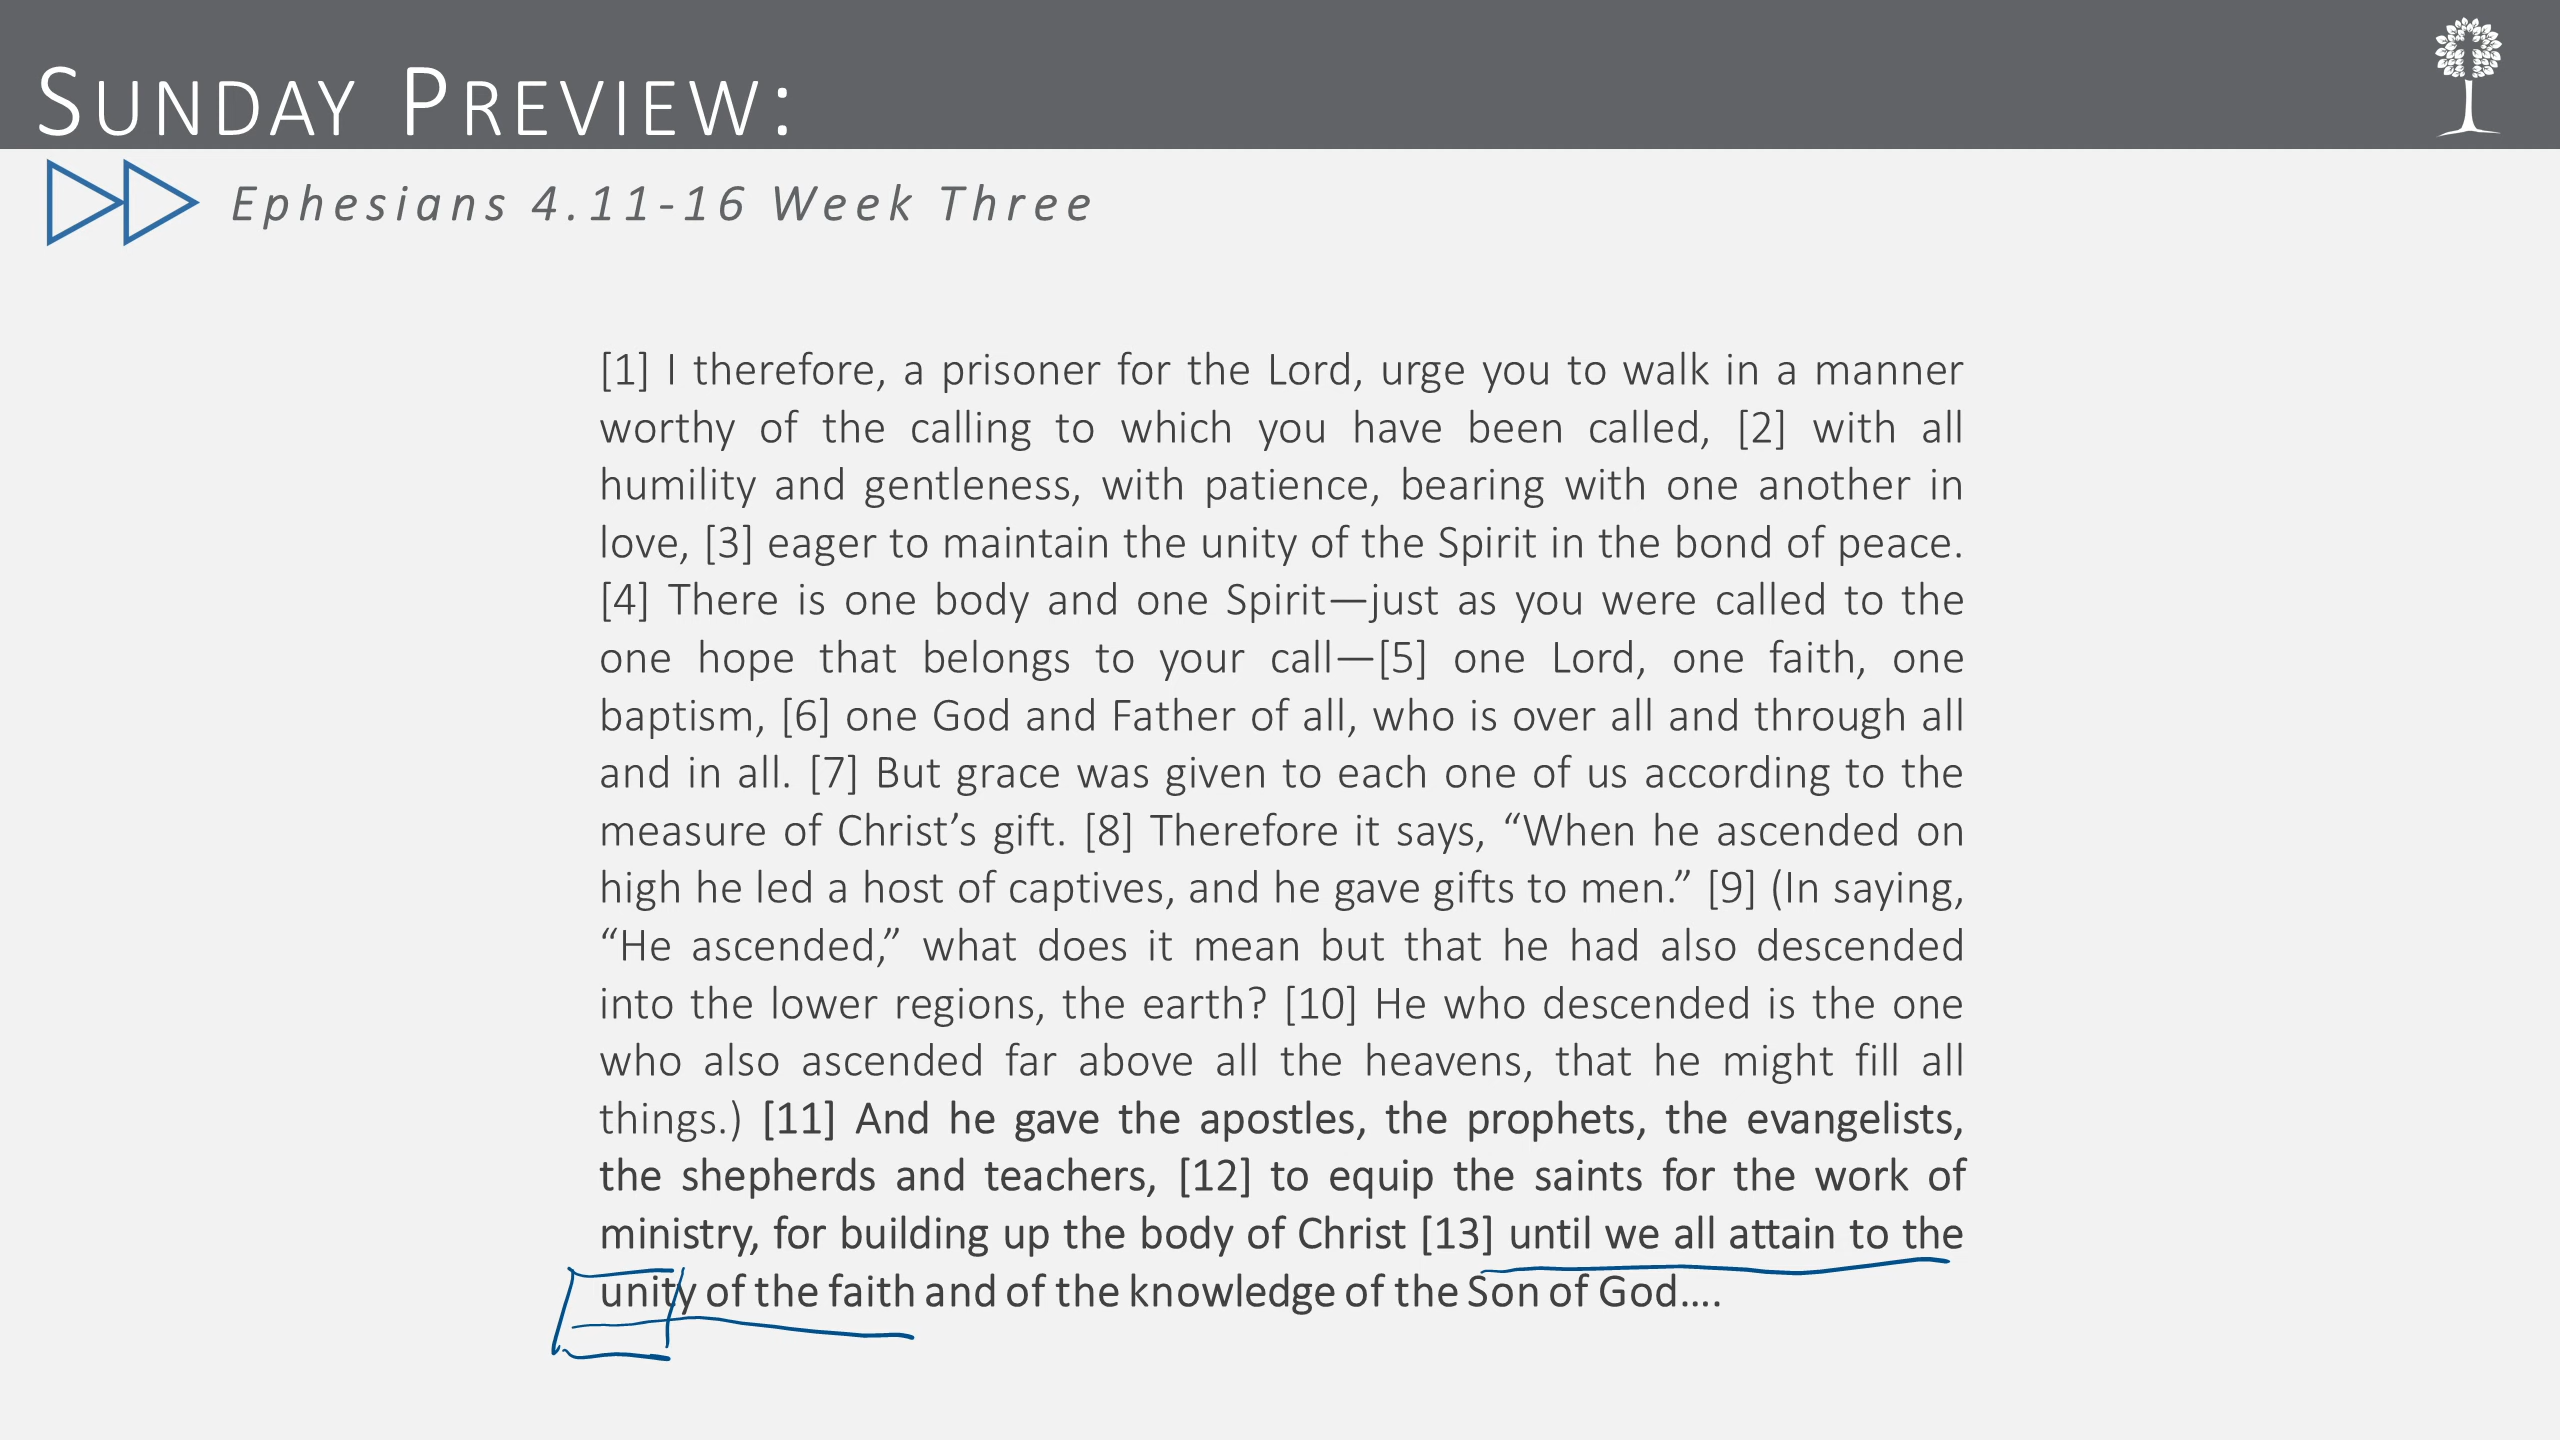 SUNDAY PREVIEW:
Ephesians 4.11-16 Week Three
[1] I therefore, a prisoner for the Lord, urge you to walk in a manner
worthy of the calling to which you have been called, [2] with all
humility and gentleness, with patience, bearing with one another in
love, [3] eager to maintain the unity of the Spirit in the bond of peace.
[4] There is one body and one Spirit—just as you were called to the
one hope that belongs to your call—[5] one Lord, one faith, one
baptism, [6] one God and Father of all, who is over all and through all
and in all. [7] But grace was given to each one of us according to the
measure of Christ’s gift. [8] Therefore it says, “When he ascended on
high he led a host of captives, and he gave gifts to men.” [9] (In saying,
“He ascended,” what does it mean but that he had also descended
into the lower regions, the earth? [10] He who descended is the one
who also ascended far above all the heavens, that he might fill all
things.) [11] And he gave the apostles, the prophets, the evangelists,
the shepherds and teachers, [12] to equip the saints for the work of
ministry, for building up the body of Christ [13] until we all attain to the
unity of the faith and of the knowledge of the Son of God….